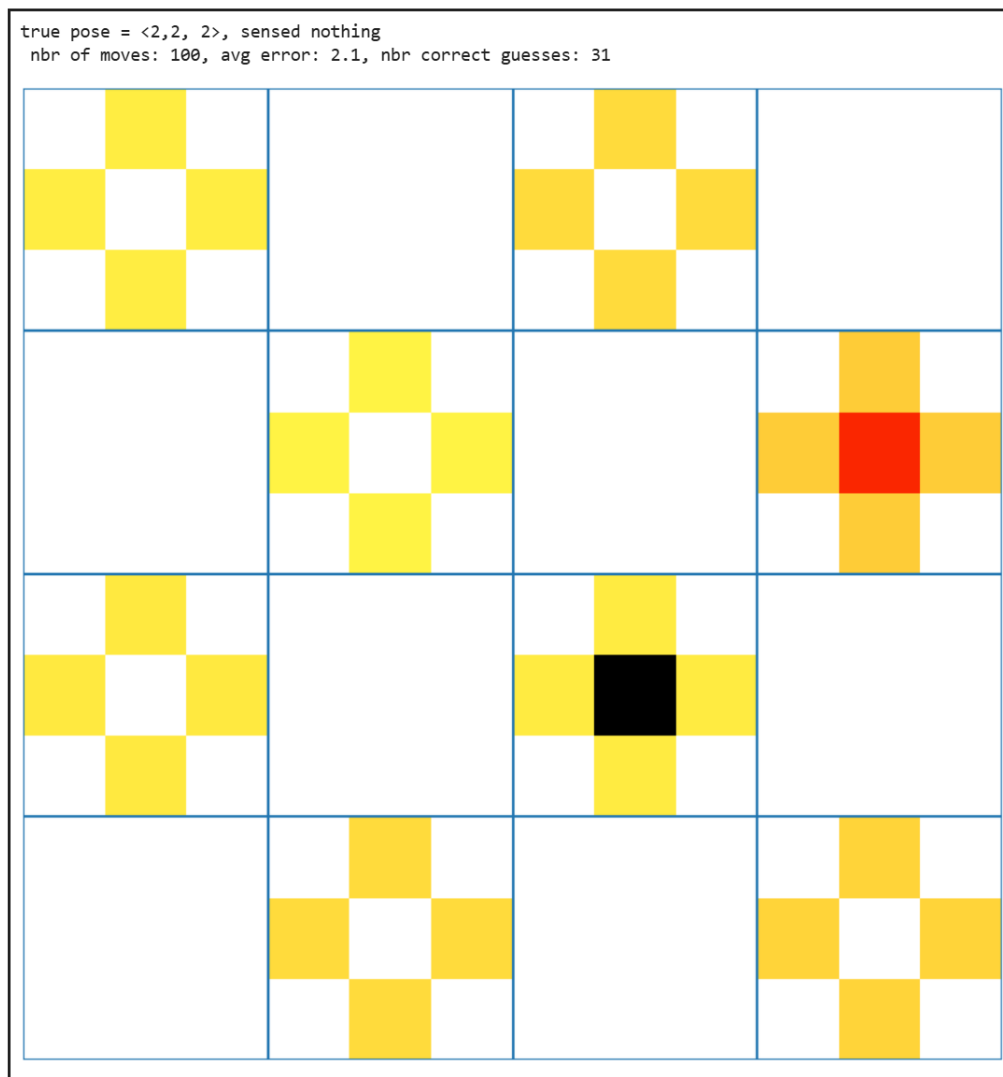 true pose = <2,2, 2>, sensed nothing
nbr of moves: 100, avg error: 2.1, nbr correct guesses: 31